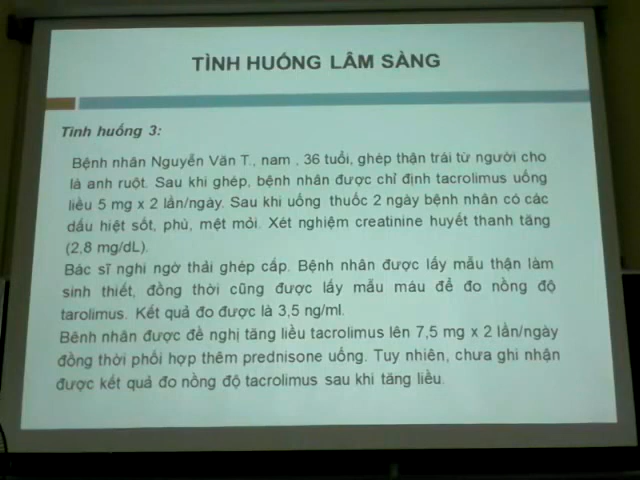 TÌNH HUỐNG LÂM SÀNG
Tình huống 3:
Bệnh nhân Nguyễn Văn T., nam , 36 tuổi, ghép thận trái từ người cho
là anh ruột. Sau khi ghép, bệnh nhân được chỉ định tacrolimus uống
liều 5 mg x 2 lần/ngày. Sau khi uống thuốc 2 ngày bệnh nhân có các
dấu hiệt sốt, phù, mệt mỏi. Xét nghiệm creatinine huyết thanh tăng
(2,8 mg/dL).
Bác sĩ nghi ngờ thải ghép cấp. Bệnh nhân được lấy mẫu thận làm
sinh thiết, đồng thời cũng được lấy mẫu máu để đo nồng độ
tarolimus. Kết quả đo được là 3,5 ng/ml.
Bênh nhân được đề nghị tăng liều tacrolimus lên 7,5 mg x 2 lần/ngày
đồng thời phối hợp thêm prednisone uống. Tuy nhiên, chưa ghi nhận
được kết quả đo nồng độ tacrolimus sau khi tăng liều.